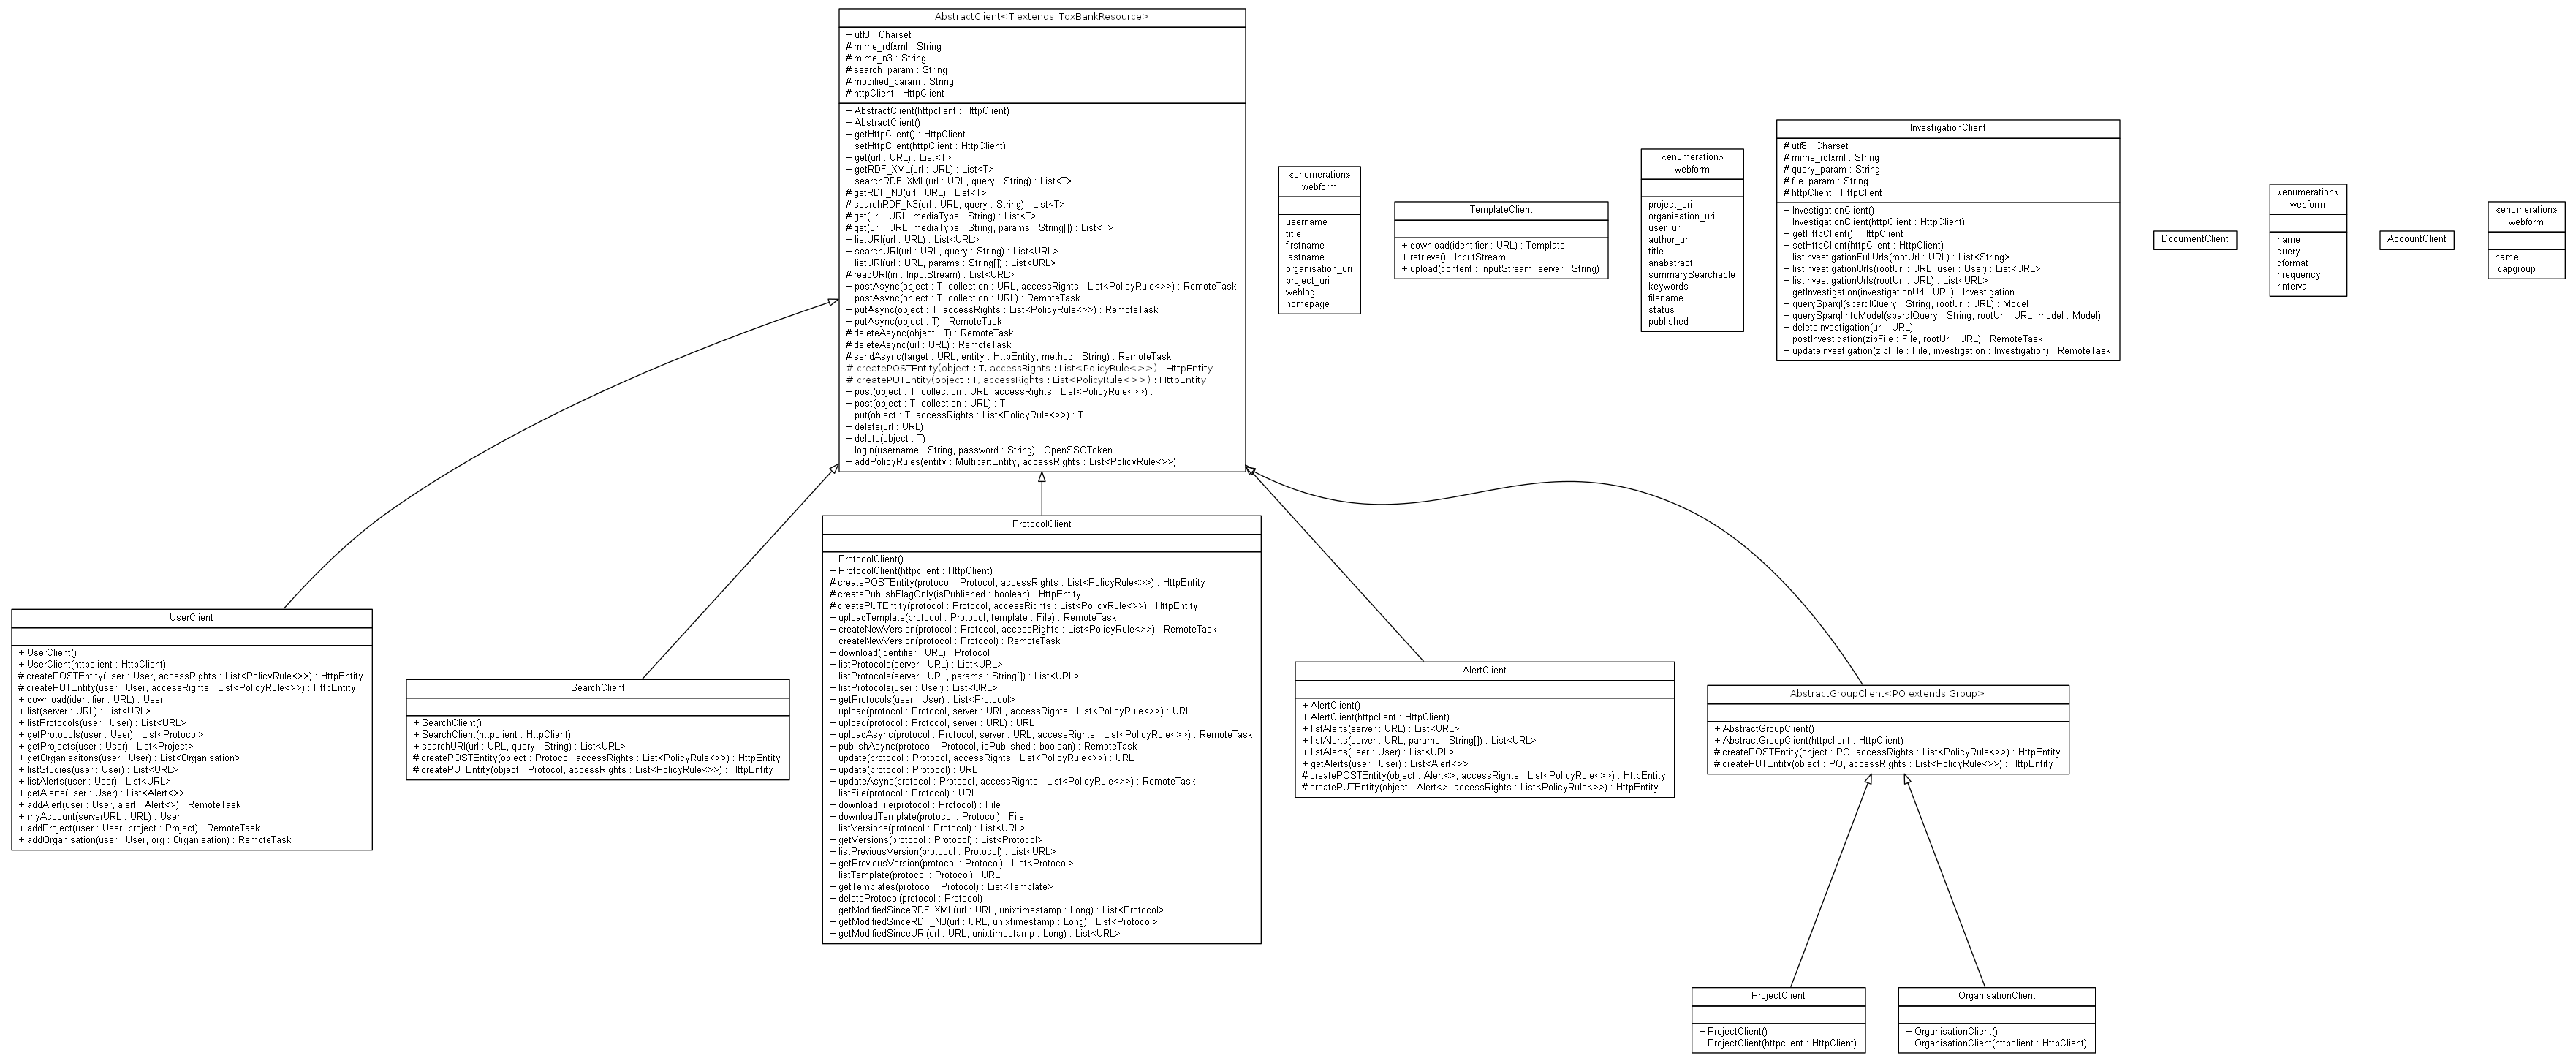 AbstractClient<T extends IToxBankResource>
+ utf8 : Charset
# mime_rdfxml : String
# mime_n3 : String
# search_param : String
# modified_param : String
# httpClient : HttpClient
+ AbstractClient(httpclient : HttpClient)
+ AbstractClient()
+ getHttpClient() : HttpClient
+ setHttpClient(httpClient : HttpClient)
+ get(url : URL) : List<T>
+ getRDF_XML(url : URL) : List<T>
+ searchRDF_XML(url : URL, query : String) : List<T>
# getRDF_N3(url : URL) : List<T>
# searchRDF_N3(url : URL, query : String) : List<T>
# get(url : URL, mediaType : String) : List<T>
# get(url : URL, mediaType : String, params : String[]) : List<T>
+ listURI(url : URL) : List<URL>
+ searchURI(url : URL, query : String) : List<URL>
+ listURI(url : URL, params : String[]) : List<URL>
# readURI(in : InputStream) : List<URL>
+ postAsync(object : T, collection : URL, accessRights : List<PolicyRule<>>) : RemoteTask
+ postAsync(object : T, collection : URL) : RemoteTask
+ putAsync(object : T, accessRights : List<PolicyRule<>>) : RemoteTask
+ putAsync(object : T) : RemoteTask
# deleteAsync(object : T) : RemoteTask
# deleteAsync(url : URL) : RemoteTask
# sendAsync(target : URL, entity : HttpEntity, method : String) : RemoteTask
# createPOSTEntity(object : T, accessRights : List<PolicyRule<>>) : HttpEntity
# createPUTEntity(object : T, accessRights : List<PolicyRule<>>) : HttpEntity
+ post(object : T, collection : URL, accessRights : List<PolicyRule<>>) : T
+ post(object : T, collection : URL) : T
+ put(object : T, accessRights : List<PolicyRule<>>) : T
+ delete(url : URL)
+ delete(object : T)
+ login(username : String, password : String) : OpenSSOToken
+ addPolicyRules(entity : MultipartEntity, accessRights : List<PolicyRule<>>)
«enumeration»
webform
username
title
firstname
lastname
organisation_uri
project_uri
weblog
homepage
TemplateClient
+ download(identifier : URL) : Template
+ retrieve() : InputStream
+ upload(content : InputStream, server : String)
«enumeration»
webform
project_uri
organisation_uri
user_uri
author_uri
title
anabstract
summarySearchable
keywords
filename
status
published
InvestigationClient
# utf8 : Charset
# mime_rdfxml : String
# query_param : String
# file_param : String
# httpClient : HttpClient
+ InvestigationClient()
+ InvestigationClient(httpClient : HttpClient)
+ getHttpClient() : HttpClient
+ setHttpClient(httpClient : HttpClient)
+ listInvestigationFullUrls(rootUrl : URL) : List<String>
+ listInvestigationUrls(rootUrl : URL, user : User) : List<URL>
+ listInvestigationUrls(rootUrl : URL) : List<URL>
+ getInvestigation(investigationUrl : URL) : Investigation
+ querySparql(sparqlQuery : String, rootUrl : URL) : Model
+ querySparqlIntoModel(sparqlQuery : String, rootUrl : URL, model : Model)
+ deleteInvestigation(url : URL)
+ postInvestigation(zipFile : File, rootUrl : URL) : RemoteTask
+ updateInvestigation(zipFile : File, investigation : Investigation) : RemoteTask
DocumentClient
«enumeration»
webform
name
query
qformat
rfrequency
rinterval
AccountClient
«enumeration»
webform
name
ldapgroup
UserClient
+ UserClient()
+ UserClient(httpclient : HttpClient)
# createPOSTEntity(user : User, accessRights : List<PolicyRule<>>) : HttpEntity
# createPUTEntity(user : User, accessRights : List<PolicyRule<>>) : HttpEntity
+ download(identifier : URL) : User
+ list(server : URL) : List<URL>
+ listProtocols(user : User) : List<URL>
+ getProtocols(user : User) : List<Protocol>
+ getProjects(user : User) : List<Project>
+ getOrganisaitons(user : User) : List<Organisation>
+ listStudies(user : User) : List<URL>
+ listAlerts(user : User) : List<URL>
+ getAlerts(user : User) : List<Alert<>>
+ addAlert(user : User, alert : Alert<>) : RemoteTask
+ myAccount(serverURL : URL) : User
+ addProject(user : User, project : Project) : RemoteTask
+ addOrganisation(user : User, org : Organisation) : RemoteTask
SearchClient
+ SearchClient()
+ SearchClient(httpclient : HttpClient)
+ searchURI(url : URL, query : String) : List<URL>
# createPOSTEntity(object : Protocol, accessRights : List<PolicyRule<>>) : HttpEntity
# createPUTEntity(object : Protocol, accessRights : List<PolicyRule<>>) : HttpEntity
ProtocolClient
+ ProtocolClient()
+ ProtocolClient(httpclient : HttpClient)
# createPOSTEntity(protocol : Protocol, accessRights : List<PolicyRule<>>) : HttpEntity
# createPublishFlagOnly(isPublished : boolean) : HttpEntity
# createPUTEntity(protocol : Protocol, accessRights : List<PolicyRule<>>) : HttpEntity
+ uploadTemplate(protocol : Protocol, template : File) : RemoteTask
+ createNewVersion(protocol : Protocol, accessRights : List<PolicyRule<>>) : RemoteTask
+ createNewVersion(protocol : Protocol) : RemoteTask
+ download(identifier : URL) : Protocol
+ listProtocols(server : URL) : List<URL>
+ listProtocols(server : URL, params : String[]) : List<URL>
+ listProtocols(user : User) : List<URL>
+ getProtocols(user : User) : List<Protocol>
+ upload(protocol : Protocol, server : URL, accessRights : List<PolicyRule<>>) : URL
+ upload(protocol : Protocol, server : URL) : URL
+ uploadAsync(protocol : Protocol, server : URL, accessRights : List<PolicyRule<>>) : RemoteTask
+ publishAsync(protocol : Protocol, isPublished : boolean) : RemoteTask
+ update(protocol : Protocol, accessRights : List<PolicyRule<>>) : URL
+ update(protocol : Protocol) : URL
+ updateAsync(protocol : Protocol, accessRights : List<PolicyRule<>>) : RemoteTask
+ listFile(protocol : Protocol) : URL
+ downloadFile(protocol : Protocol) : File
+ downloadTemplate(protocol : Protocol) : File
+ listVersions(protocol : Protocol) : List<URL>
+ getVersions(protocol : Protocol) : List<Protocol>
+ listPreviousVersion(protocol : Protocol) : List<URL>
+ getPreviousVersion(protocol : Protocol) : List<Protocol>
+ listTemplate(protocol : Protocol) : URL
+ getTemplates(protocol : Protocol) : List<Template>
+ deleteProtocol(protocol : Protocol)
+ getModifiedSinceRDF_XML(url : URL, unixtimestamp : Long) : List<Protocol>
+ getModifiedSinceRDF_N3(url : URL, unixtimestamp : Long) : List<Protocol>
+ getModifiedSinceURI(url : URL, unixtimestamp : Long) : List<URL>
AlertClient
+ AlertClient()
+ AlertClient(httpclient : HttpClient)
+ listAlerts(server : URL) : List<URL>
+ listAlerts(server : URL, params : String[]) : List<URL>
+ listAlerts(user : User) : List<URL>
+ getAlerts(user : User) : List<Alert<>>
# createPOSTEntity(object : Alert<>, accessRights : List<PolicyRule<>>) : HttpEntity
# createPUTEntity(object : Alert<>, accessRights : List<PolicyRule<>>) : HttpEntity
AbstractGroupClient<PO extends Group>
+ AbstractGroupClient()
+ AbstractGroupClient(httpclient : HttpClient)
# createPOSTEntity(object : PO, accessRights : List<PolicyRule<>>) : HttpEntity
# createPUTEntity(object : PO, accessRights : List<PolicyRule<>>) : HttpEntity
ProjectClient
+ ProjectClient()
+ ProjectClient(httpclient : HttpClient)
OrganisationClient
+ OrganisationClient()
+ OrganisationClient(httpclient : HttpClient)